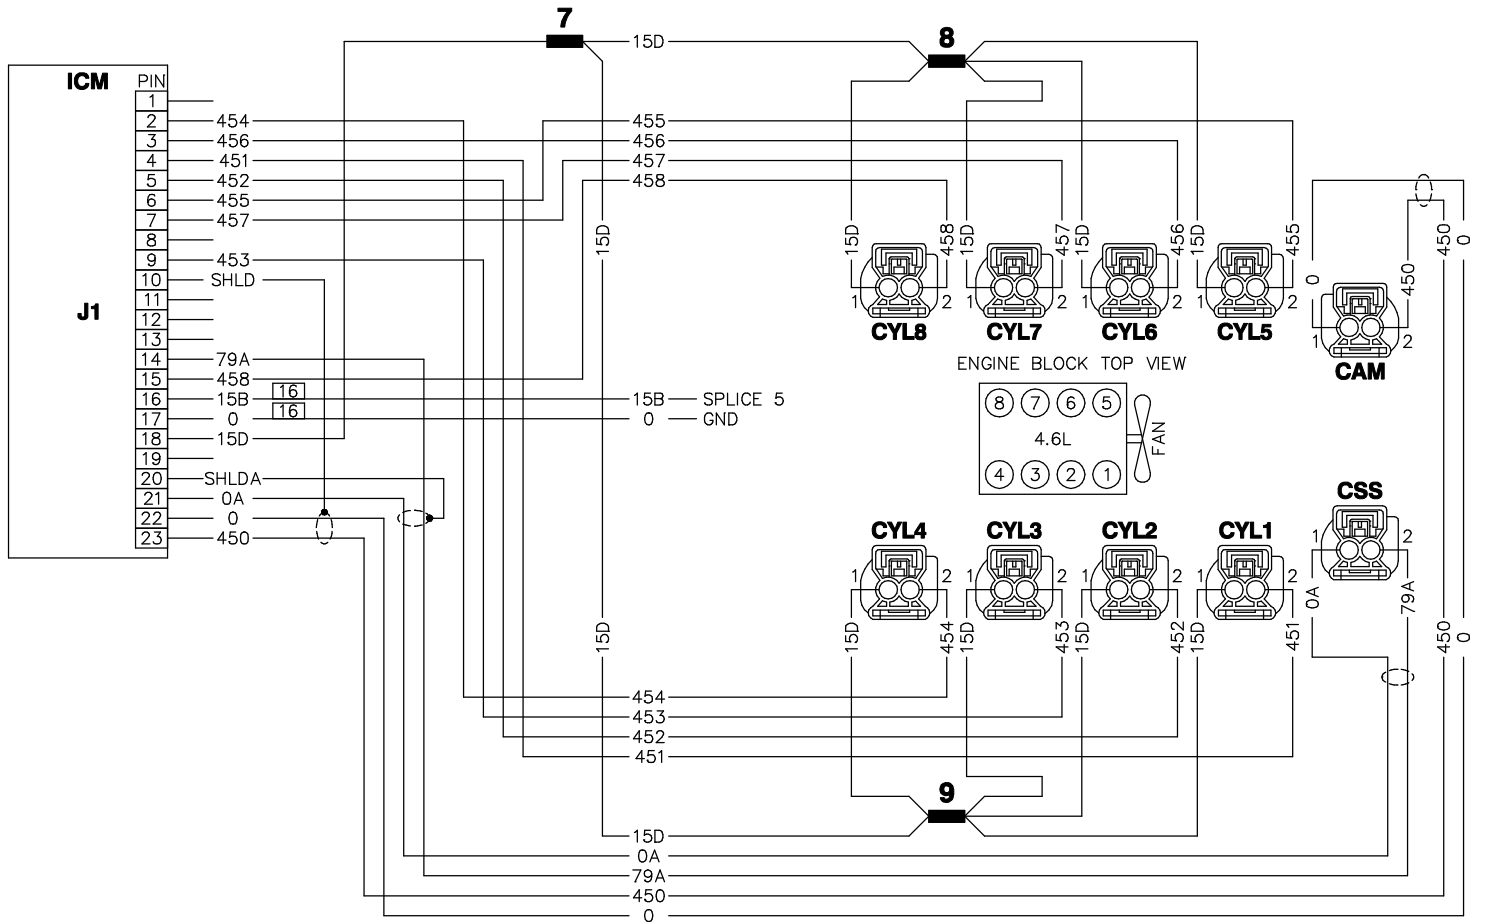 7
15D
8
ICM PIN
1
2 454 455
3 456 456
4 451 457
5 452 458
6 455
7 457
8
9 453
10 SHLD
J1
11
12
13
14 79A
15 458
16 15B 16 15B SPLICE 5
17 0 16 0 GND
18 15D
19
20 SHLDA
21 0A
22 0
23 450
15D
15D 458 15D 457 15D 456 15D 455
0 450 450 0
1 2 1 2 1 2 1 2
CYL8 CYL7 CYL6 CYL5
1 2
CAM
ENGINE BLOCK TOP VIEW
8 7 6 5
4.6L
FAN
4 3 2 1
CSS
1 2
0A 79A
CYL4 CYL3 CYL2 CYL1
1 2 1 2 1 2 1 2
15D
15D 454 15D 453 15D 452 15D 451
450 0
454
453
452
451
9
15D
0A
79A
450
0